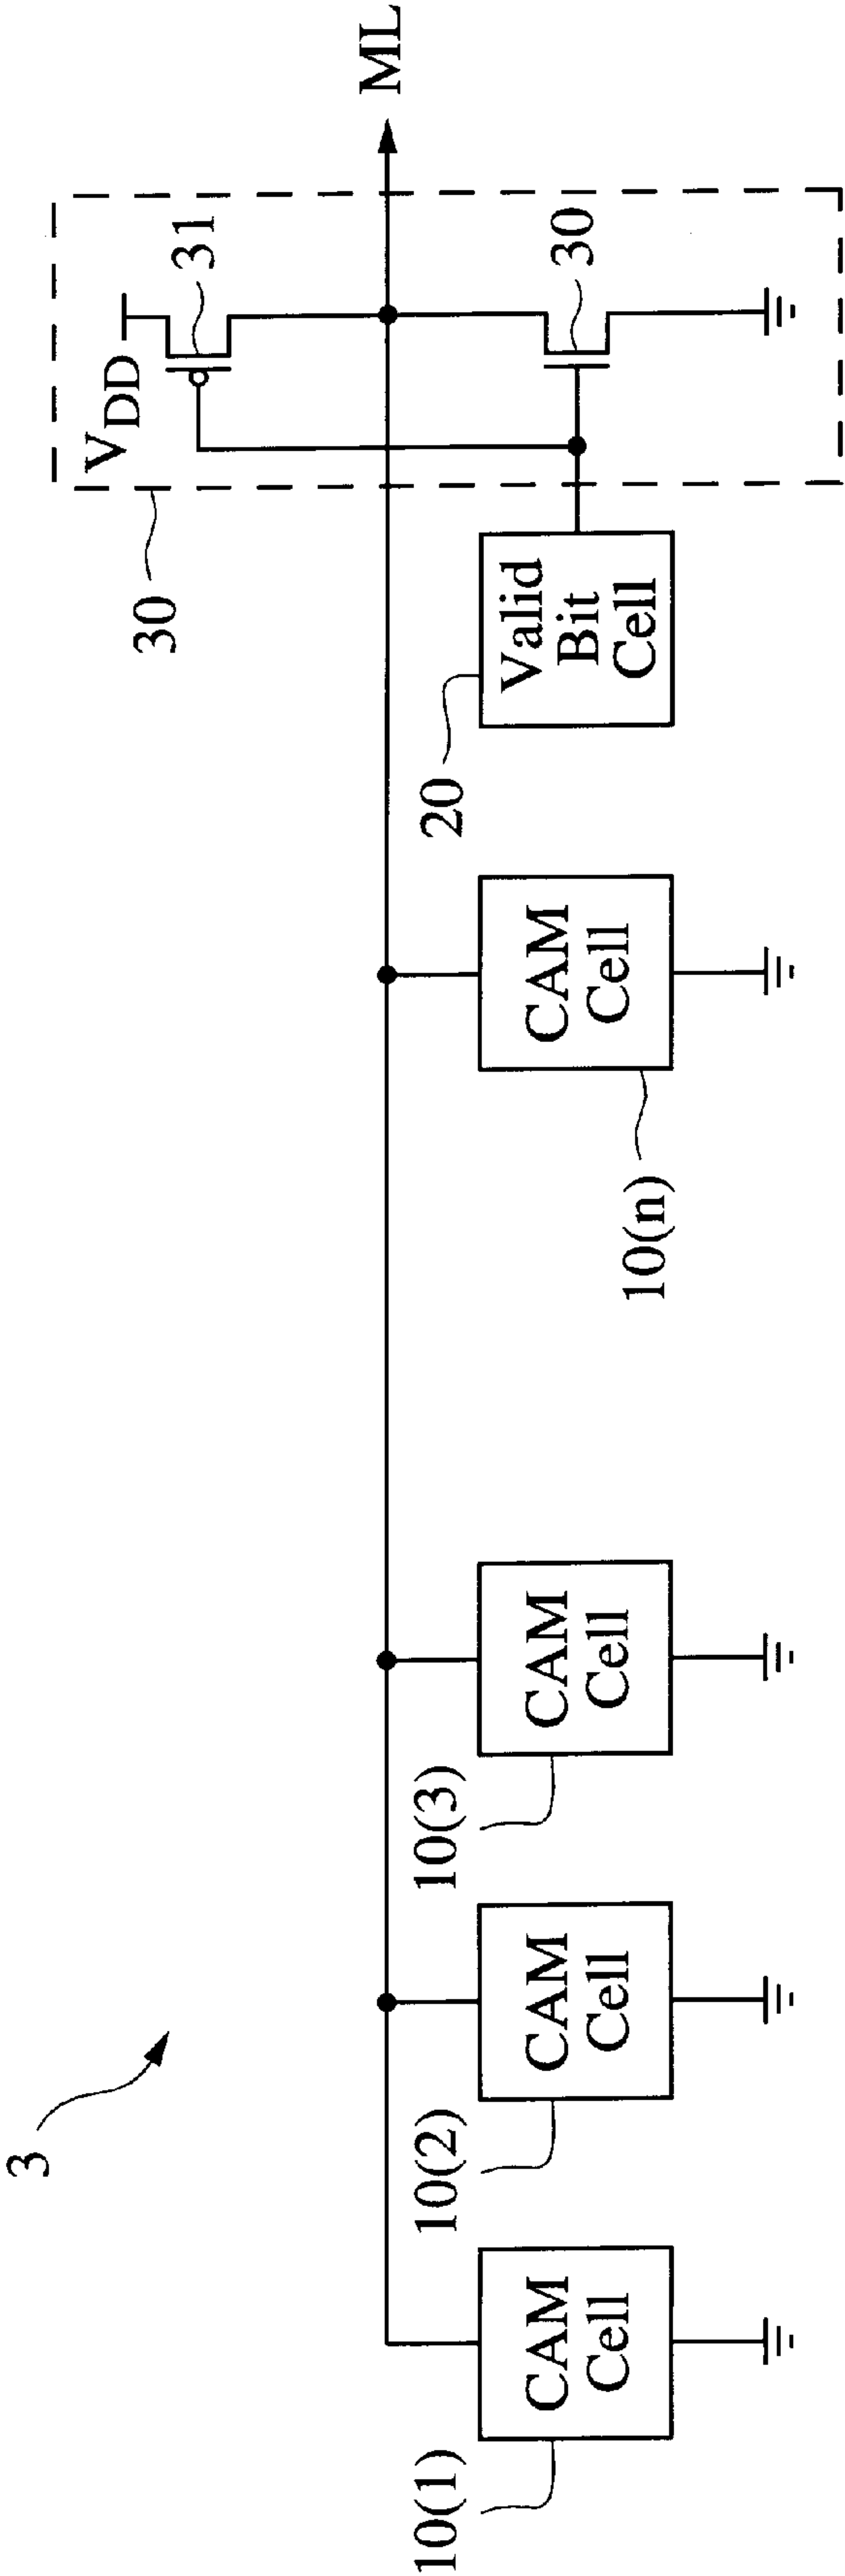 3
V_DD
30
31
ML
10(1)
CAM
Cell
10(2)
CAM
Cell
10(3)
CAM
Cell
10(n)
CAM
Cell
20
Valid
Bit
Cell
30